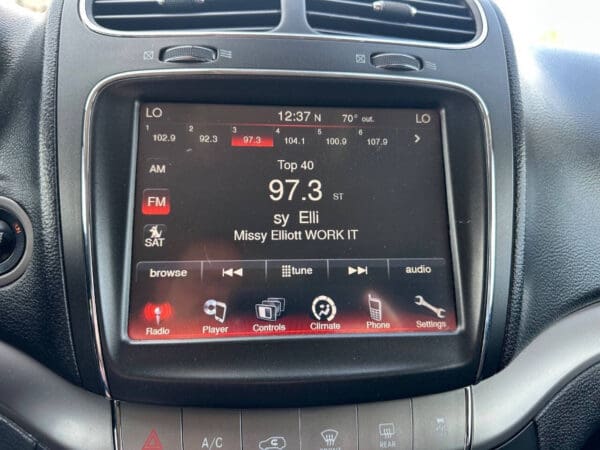 LO 12:37 N 70° out. LO
1 102.9 2 92.3 3 97.3 4 104.1 5 100.9 6 107.9
AM
Top 40
FM
97.3 ST
sy Elli
SAT
Missy Elliott WORK IT
browse tune audio
Radio Player Controls Climate Phone Settings
A/C REAR